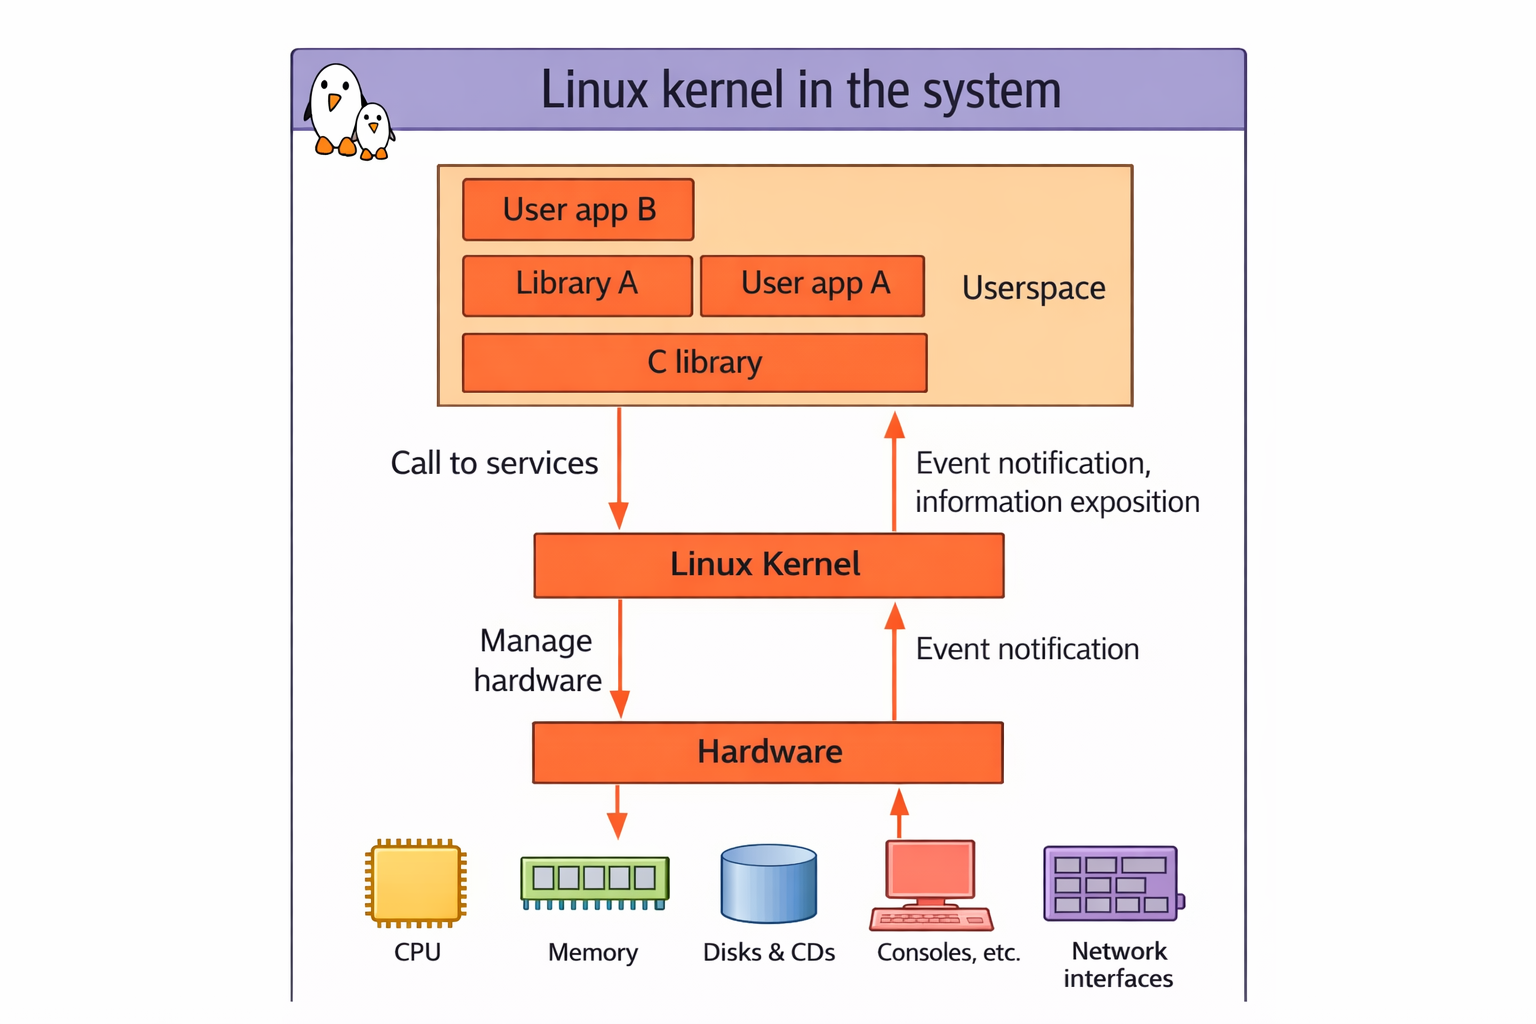 Linux kernel in the system
User app B
Library A
User app A
Userspace
C library
Call to services
Event notification,
information exposition
Linux Kernel
Manage
hardware
Event notification
Hardware
CPU
Memory
Disks & CDs
Consoles, etc.
Network
interfaces